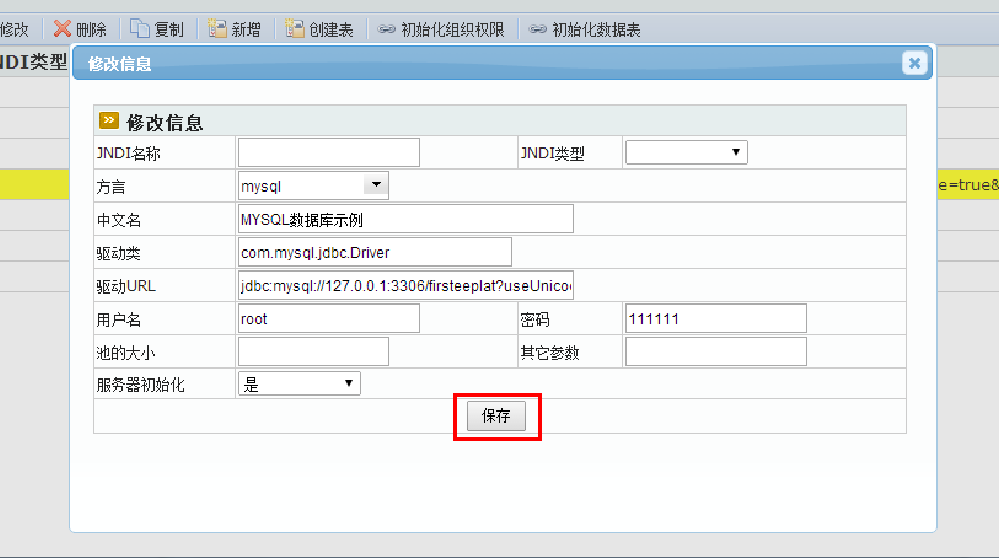 修改 删除 复制 新增 创建表 初始化组织权限 初始化数据表
NDI类型
修改信息
修改信息
JNDI名称 JNDI类型
方言 mysql
e=true&
中文名 MYSQL数据库示例
驱动类 com.mysql.jdbc.Driver
驱动URL jdbc:mysql://127.0.0.1:3306/firsteeplat?useUnico
用户名 root 密码 111111
池的大小 其它参数
服务器初始化 是
保存